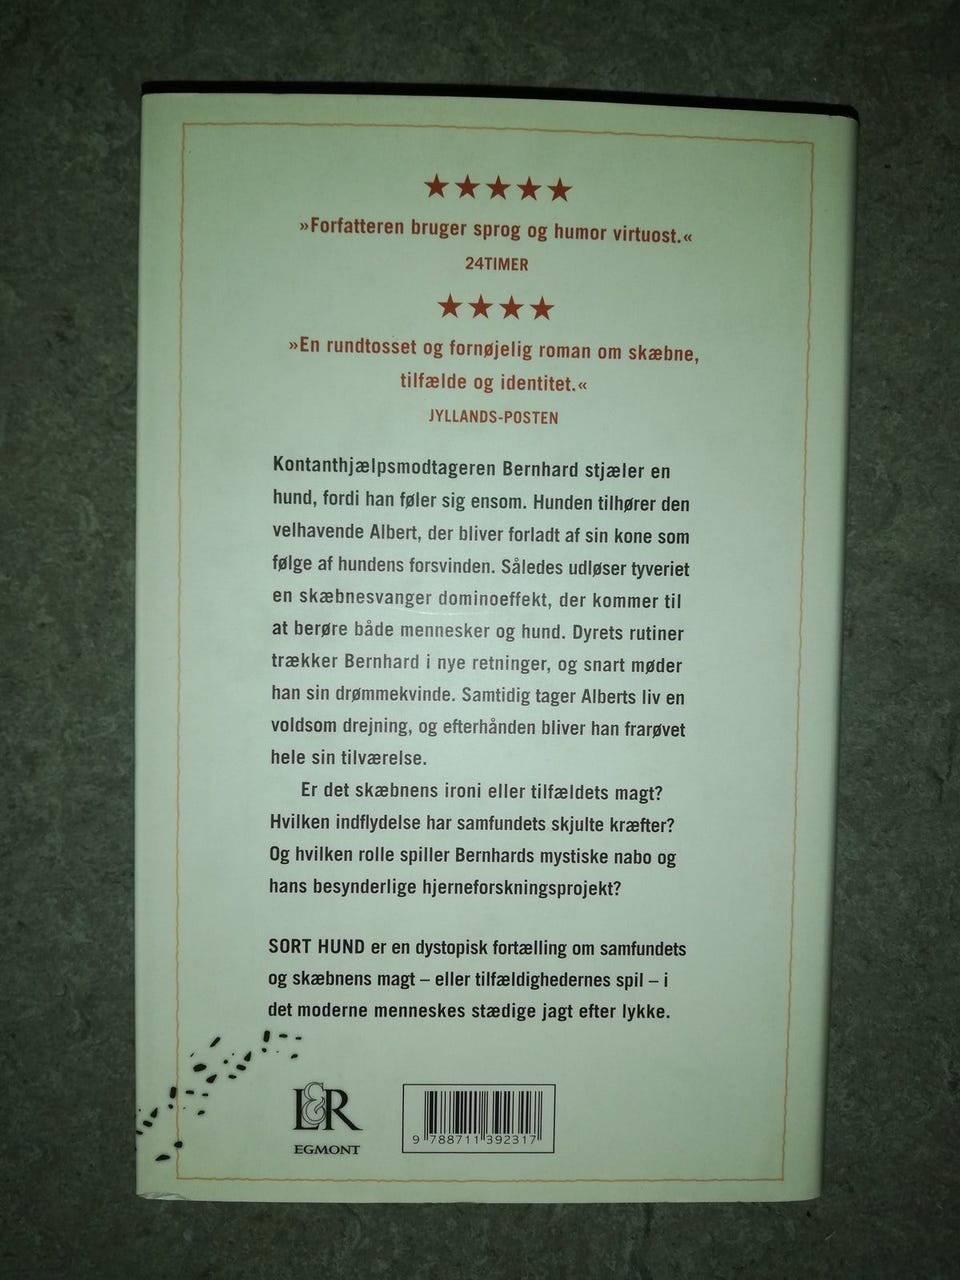 ★★★★★
»Forfatteren bruger sprog og humor virtuost.«
24TIMER
★★★★
»En rundtosset og fornøjelig roman om skæbne,
tilfælde og identitet.«
JYLLANDS-POSTEN
Kontanthjælpsmodtageren Bernhard stjæler en
hund, fordi han føler sig ensom. Hunden tilhører den
velhavende Albert, der bliver forladt af sin kone som
følge af hundens forsvinden. Således udløser tyveriet
en skæbnesvanger dominoeffekt, der kommer til
at berøre både mennesker og hund. Dyrets rutiner
trækker Bernhard i nye retninger, og snart møder
han sin drømmekvinde. Samtidig tager Alberts liv en
voldsom drejning, og efterhånden bliver han frarøvet
hele sin tilværelse.
Er det skæbnens ironi eller tilfældets magt?
Hvilken indflydelse har samfundets skjulte kræfter?
Og hvilken rolle spiller Bernhards mystiske nabo og
hans besynderlige hjerneforskningsprojekt?
SORT HUND er en dystopisk fortælling om samfundets
og skæbnens magt – eller tilfældighedernes spil – i
det moderne menneskes stædige jagt efter lykke.
L&R
EGMONT
9 788711 392317